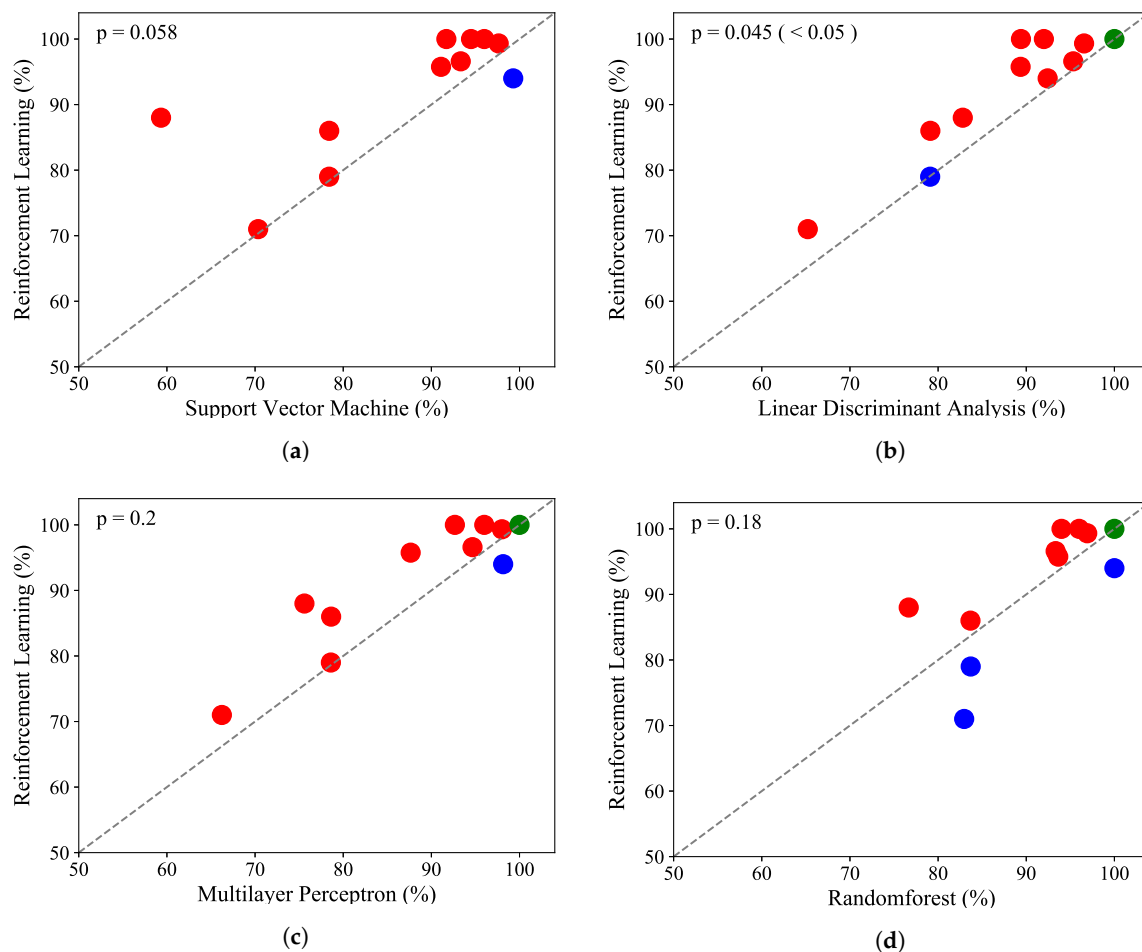 p = 0.058
Reinforcement Learning (%)
100
90
80
70
60
50
50 60 70 80 90 100
Support Vector Machine (%)
(a)
p = 0.045 ( < 0.05 )
Reinforcement Learning (%)
100
90
80
70
60
50
50 60 70 80 90 100
Linear Discriminant Analysis (%)
(b)
p = 0.2
Reinforcement Learning (%)
100
90
80
70
60
50
50 60 70 80 90 100
Multilayer Perceptron (%)
(c)
p = 0.18
Reinforcement Learning (%)
100
90
80
70
60
50
50 60 70 80 90 100
Randomforest (%)
(d)